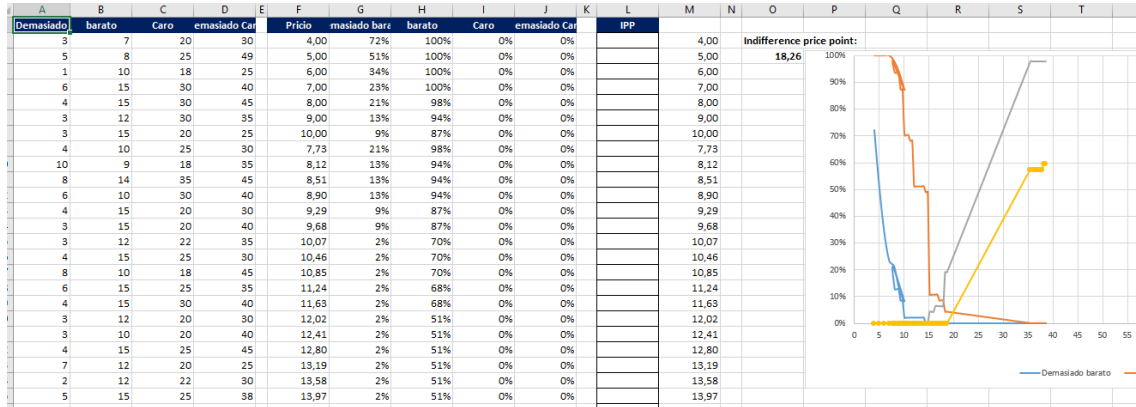 A B C D E F G H I J K L M N O P Q R S T
Demasiado barato Caro emasiado Car Pricio masiado bara barato Caro emasiado Car IPP
3 7 20 30 4,00 72% 100% 0% 0% 4,00 Indifference price point:
5 8 25 49 5,00 51% 100% 0% 0% 5,00 18,26
1 10 18 25 6,00 34% 100% 0% 0% 6,00
6 15 30 40 7,00 23% 100% 0% 0% 7,00
4 15 30 45 8,00 21% 98% 0% 0% 8,00
3 12 30 35 9,00 13% 94% 0% 0% 9,00
3 15 20 25 10,00 9% 87% 0% 0% 10,00
4 10 25 30 7,73 21% 98% 0% 0% 7,73
10 9 18 35 8,12 13% 94% 0% 0% 8,12
8 14 35 45 8,51 13% 94% 0% 0% 8,51
6 10 30 40 8,90 13% 94% 0% 0% 8,90
4 15 20 30 9,29 9% 87% 0% 0% 9,29
3 15 20 40 9,68 9% 87% 0% 0% 9,68
3 12 22 35 10,07 2% 70% 0% 0% 10,07
4 15 25 30 10,46 2% 70% 0% 0% 10,46
8 10 18 45 10,85 2% 70% 0% 0% 10,85
6 15 25 35 11,24 2% 68% 0% 0% 11,24
4 15 30 40 11,63 2% 68% 0% 0% 11,63
3 12 20 30 12,02 2% 51% 0% 0% 12,02
3 10 20 40 12,41 2% 51% 0% 0% 12,41
4 15 25 45 12,80 2% 51% 0% 0% 12,80
7 12 20 25 13,19 2% 51% 0% 0% 13,19
2 12 22 30 13,58 2% 51% 0% 0% 13,58
5 15 25 38 13,97 2% 51% 0% 0% 13,97
100%
90%
80%
70%
60%
50%
40%
30%
20%
10%
0%
0 5 10 15 20 25 30 35 40 45 50 55
Demasiado barato